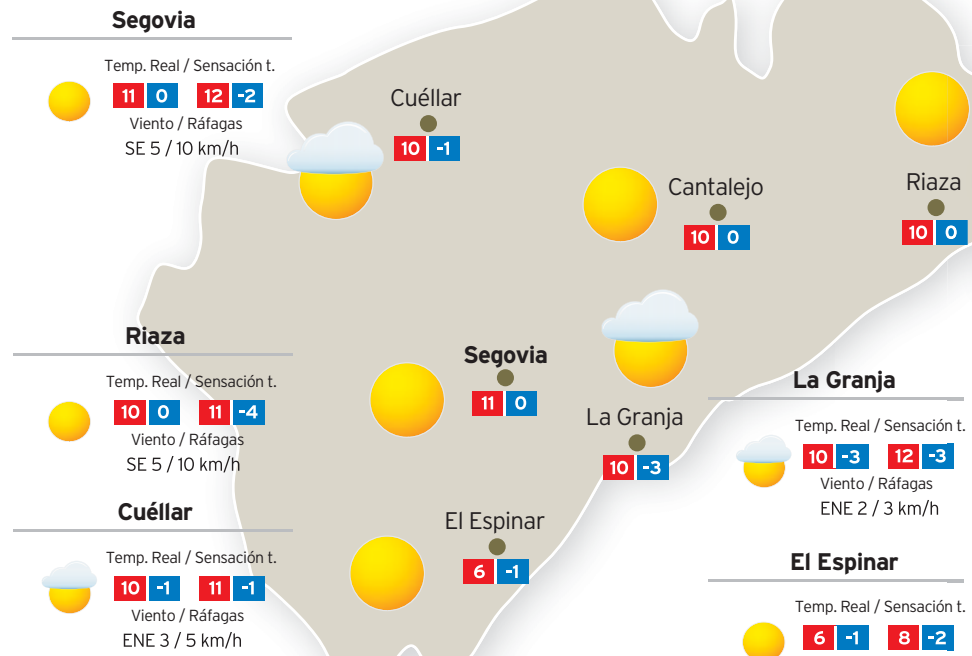 Segovia
Temp. Real / Sensación t.
11 0 12 -2
Viento / Ráfagas
SE 5 / 10 km/h
Cuéllar
10 -1
Cantalejo
10 0
Riaza
10 0
Riaza
Temp. Real / Sensación t.
10 0 11 -4
Viento / Ráfagas
SE 5 / 10 km/h
Segovia
11 0
La Granja
10 -3
La Granja
Temp. Real / Sensación t.
10 -3 12 -3
Viento / Ráfagas
ENE 2 / 3 km/h
Cuéllar
Temp. Real / Sensación t.
10 -1 11 -1
Viento / Ráfagas
ENE 3 / 5 km/h
El Espinar
6 -1
El Espinar
Temp. Real / Sensación t.
6 -1 8 -2